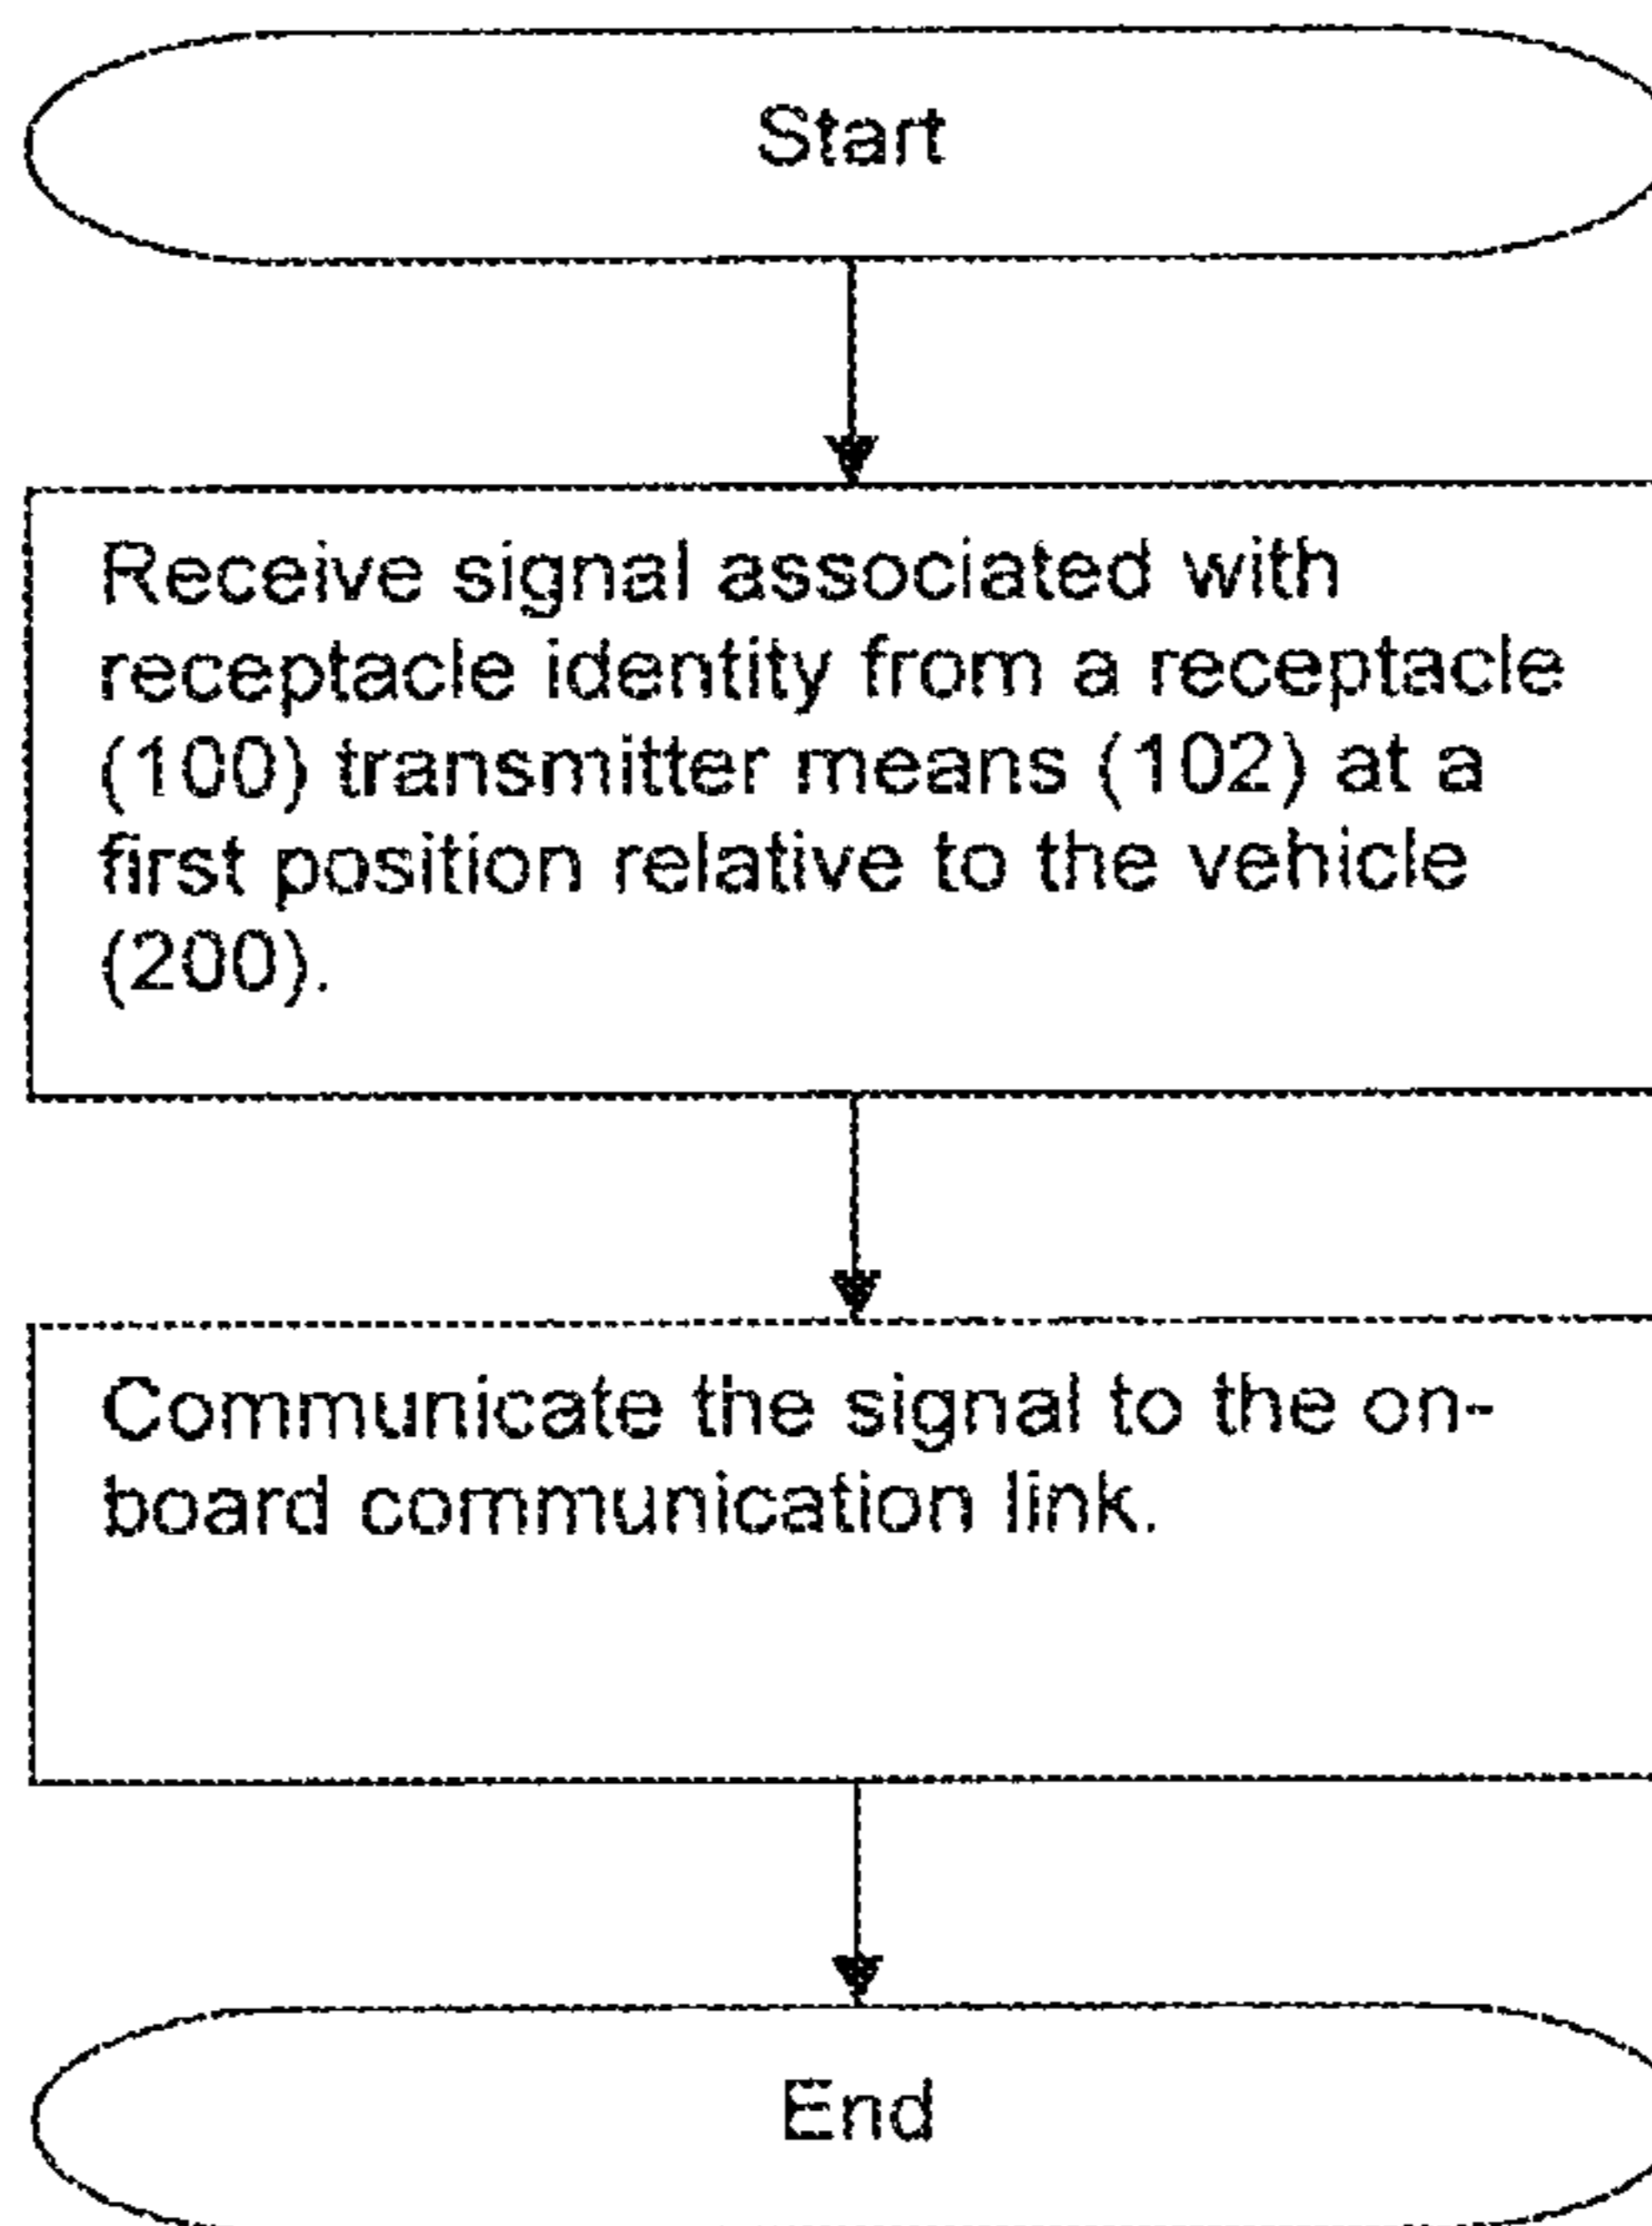 Start
Receive signal associated with
receptacle identity from a receptacle
(100) transmitter means (102) at a
first position relative to the vehicle
(200).
Communicate the signal to the on-
board communication link.
End